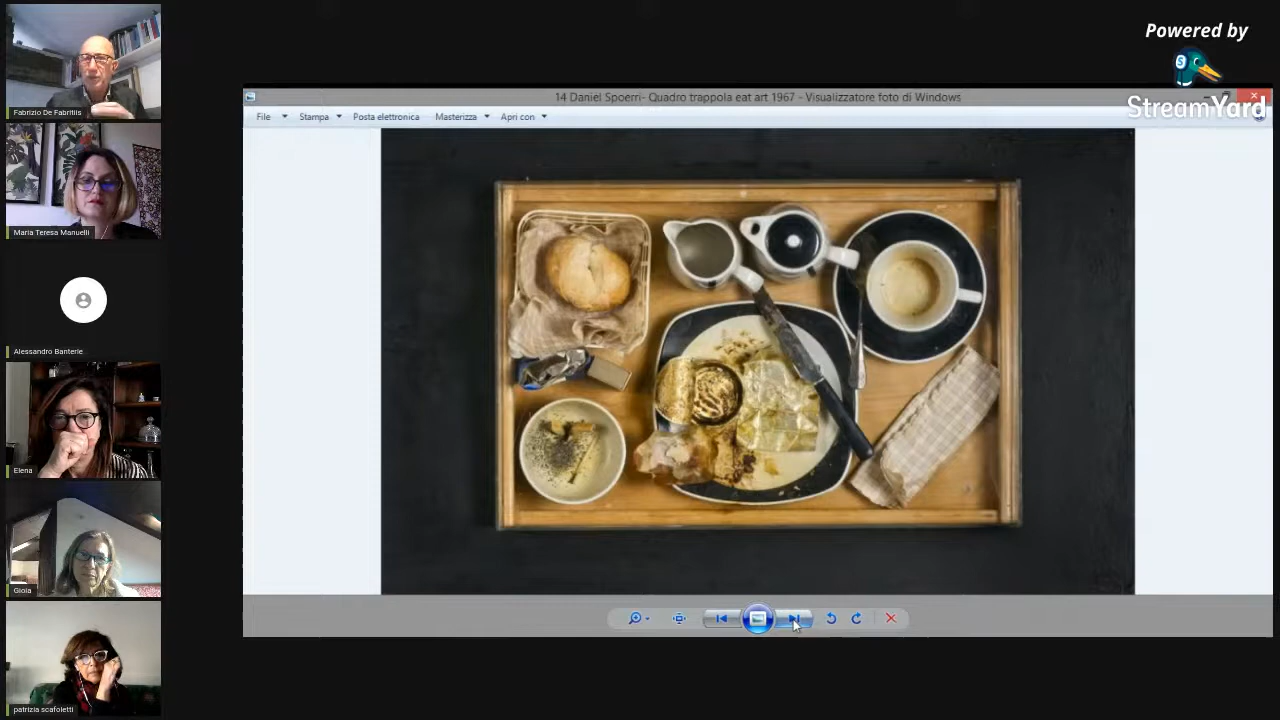 Powered by
StreamYard
14 Daniel Spoerri- Quadro trappola eat art 1967 - Visualizzatore foto di Windows
File
Stampa
Posta elettronica
Masterizza
Apri con
Fabrizio De Fabritiis
Maria Teresa Manuelli
Alessandro Banterle
Elena
Gioia
patrizia scafoletti